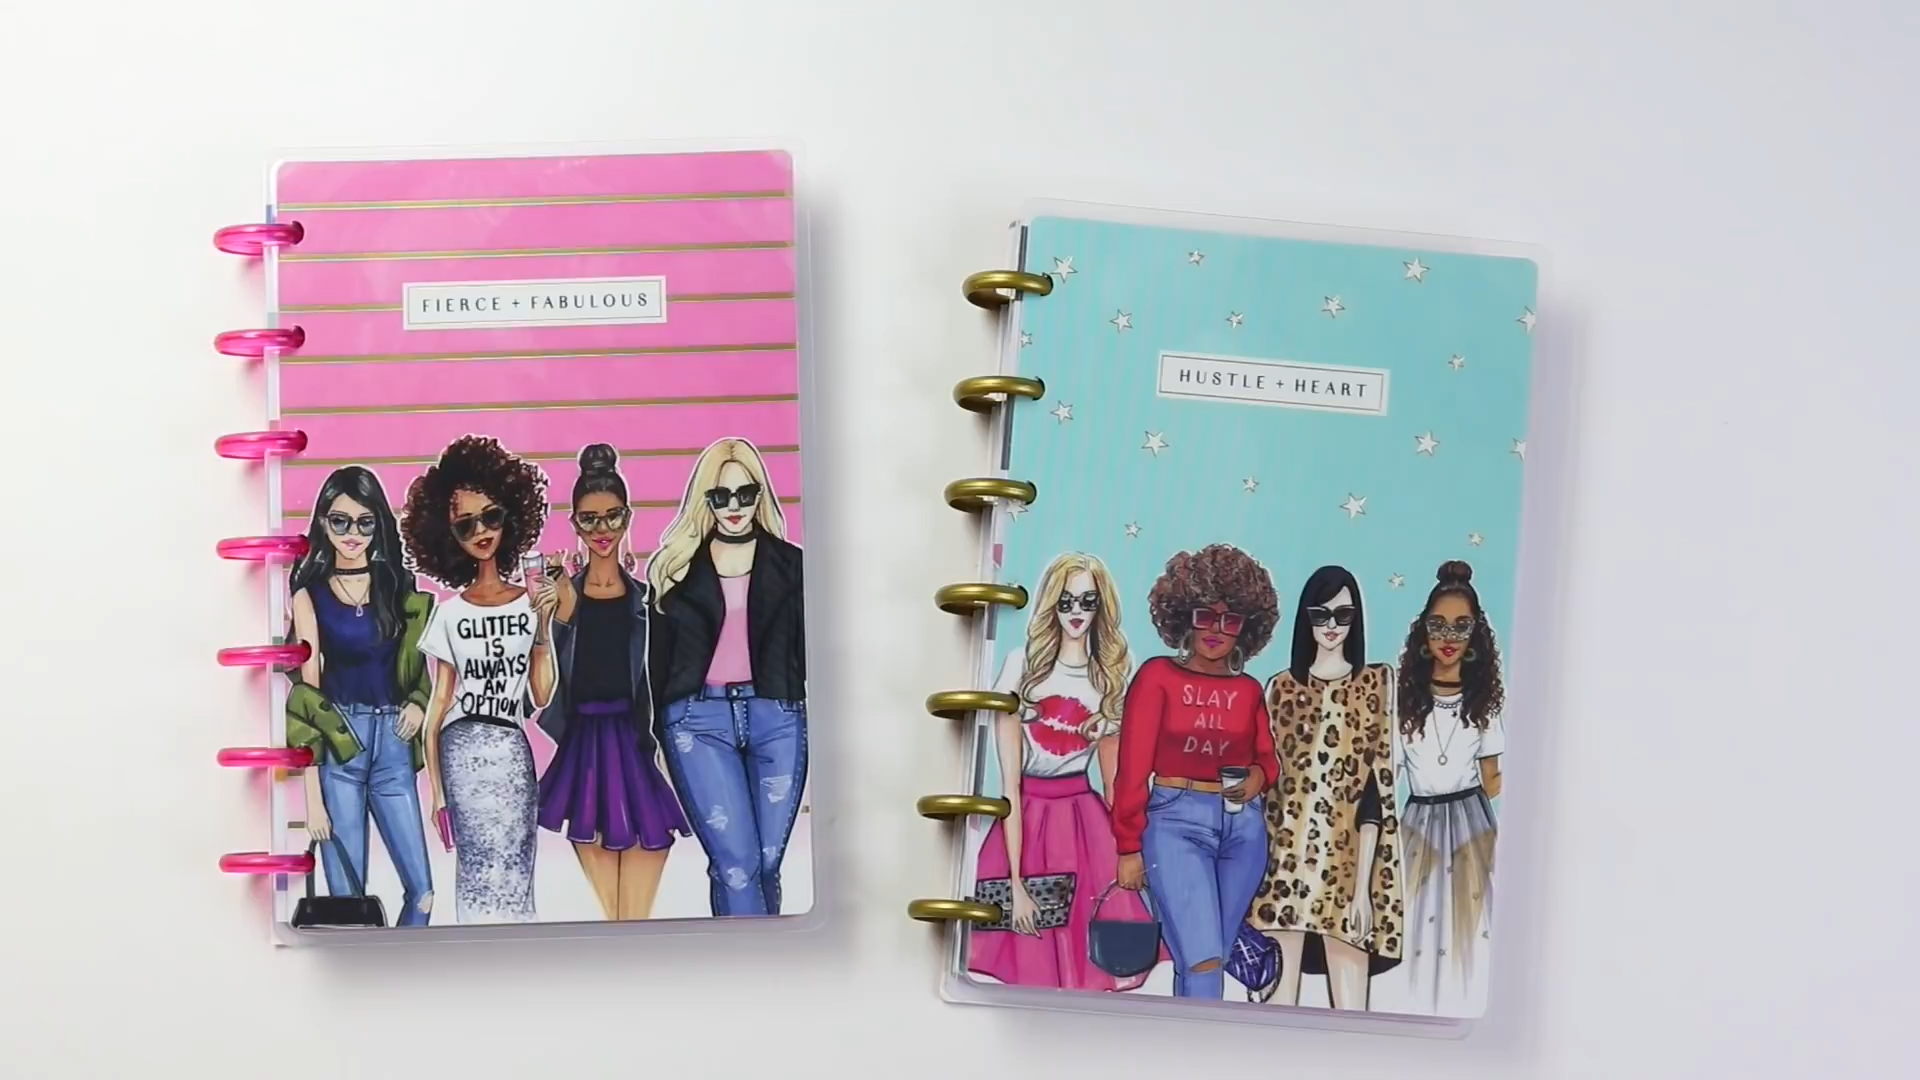 FIERCE + FABULOUS
GLITTER
IS
ALWAYS
AN
OPTION
HUSTLE + HEART
SLAY
ALL
DAY